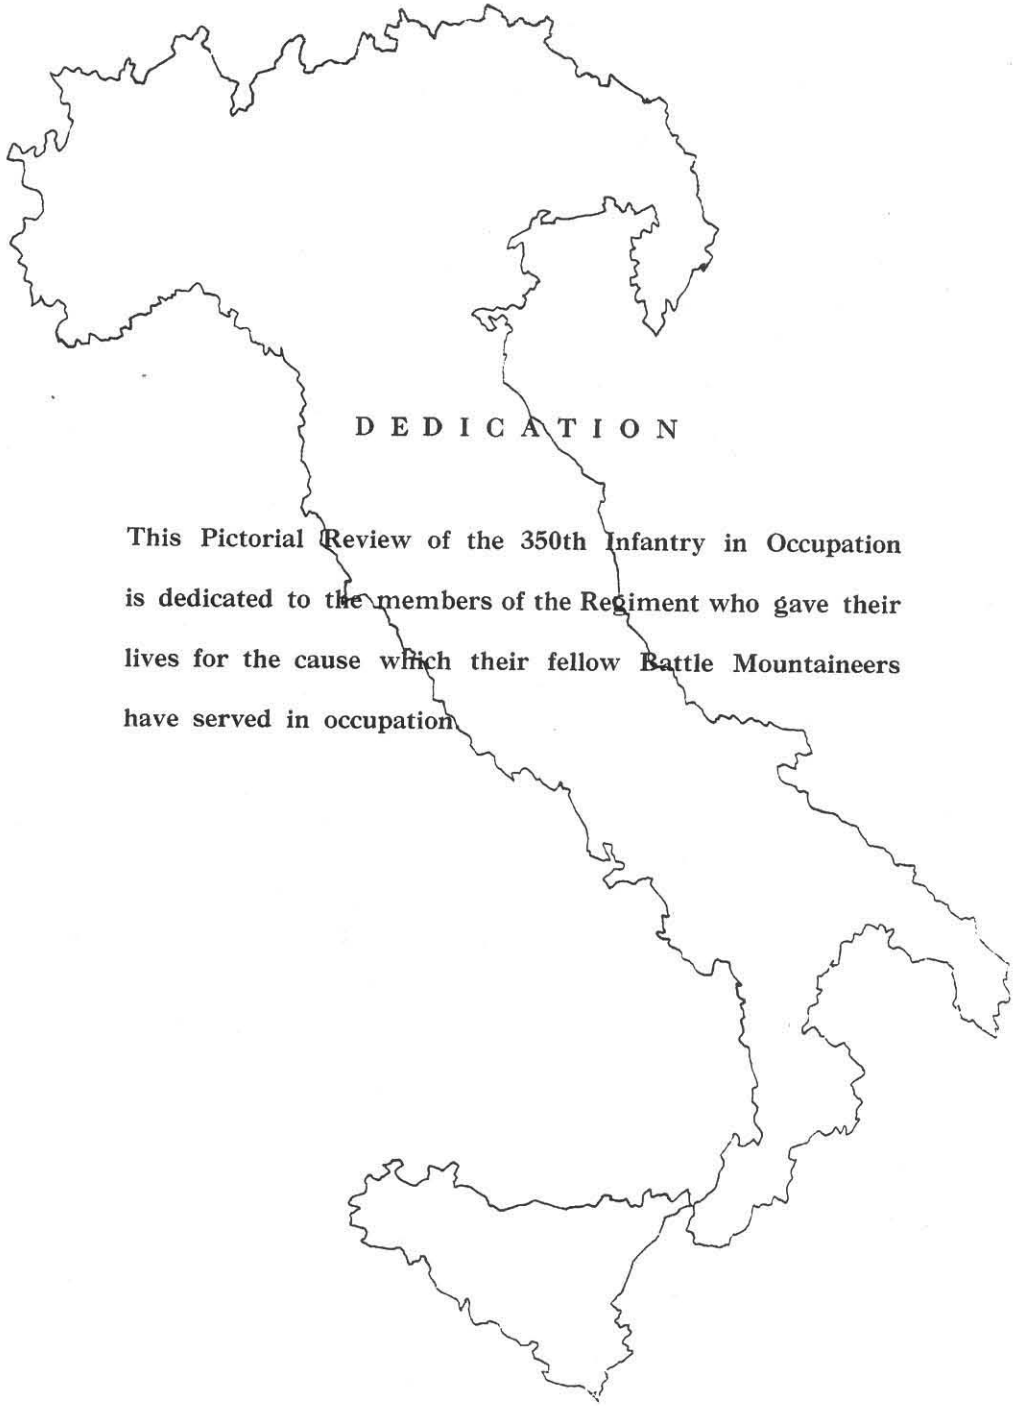 DEDICATION
This Pictorial Review of the 350th Infantry in Occupation
is dedicated to the members of the Regiment who gave their
lives for the cause which their fellow Battle Mountaineers
have served in occupation.